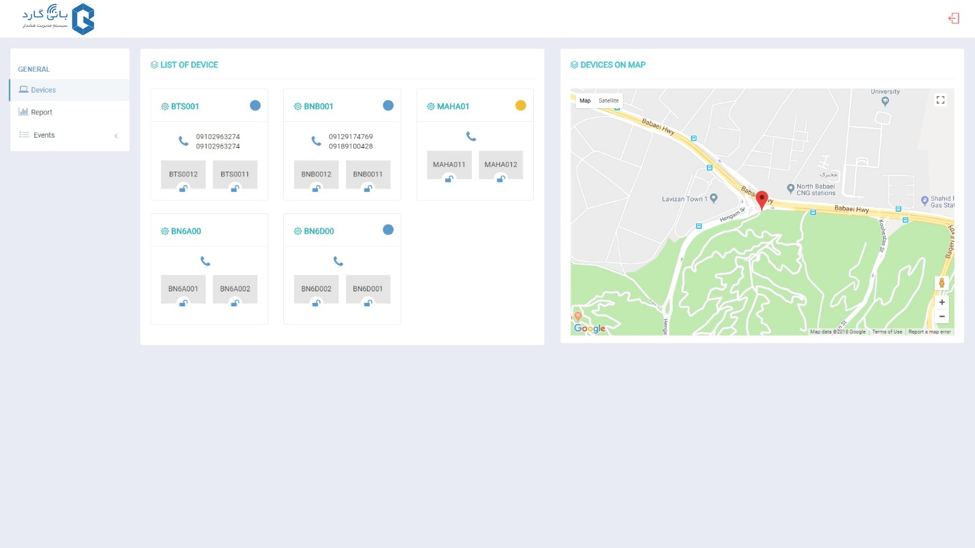 بانی گارد
سیستم مدیریت هشدار
GENERAL
Devices
Report
Events
LIST OF DEVICE
BTS001
09102963274
09102963274
BTS0012
BTS0011
BNB001
09129174769
09189100428
BNB0012
BNB0011
MAHA01
MAHA011
MAHA012
BN6A00
BN6A001
BN6A002
BN6D00
BN6D002
BN6D001
DEVICES ON MAP
Map
Satellite
University
Babaei Hwy
North Babaei
CNG stations
Lavizan Town 1
Hengam St
Babaei Hwy
Shahid
Gas Stat
Google
Map data ©2018 Google
Terms of Use
Report a map error